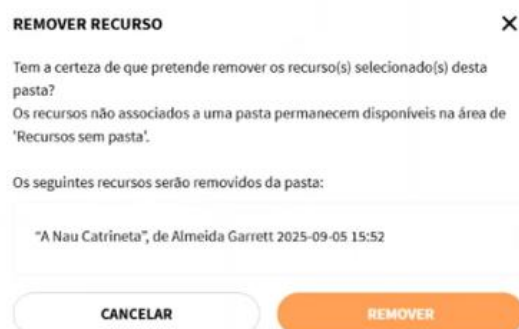 REMOVER RECURSO
Tem a certeza de que pretende remover os recurso(s) selecionado(s) desta
pasta?
Os recursos não associados a uma pasta permanecem disponíveis na área de
'Recursos sem pasta'.
Os seguintes recursos serão removidos da pasta:
"A Nau Catrineta", de Almeida Garrett 2025-09-05 15:52
CANCELAR
REMOVER